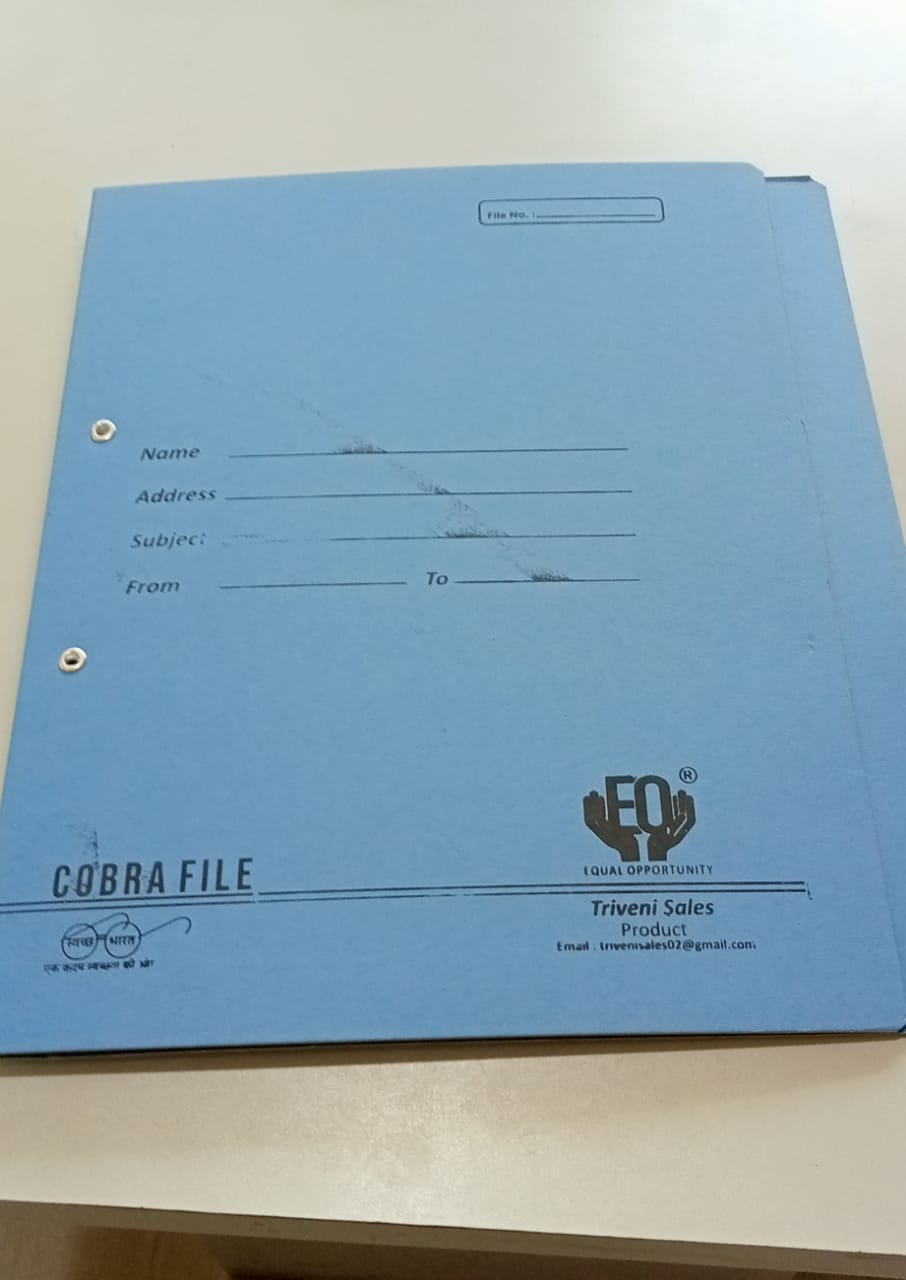 File No. :
Name
Address
Subject
From To
EQ ®
EQUAL OPPORTUNITY
COBRA FILE
Triveni Sales
Product
Email : trivenisales02@gmail.com
स्वच्छ भारत
एक कदम स्वच्छता की ओर